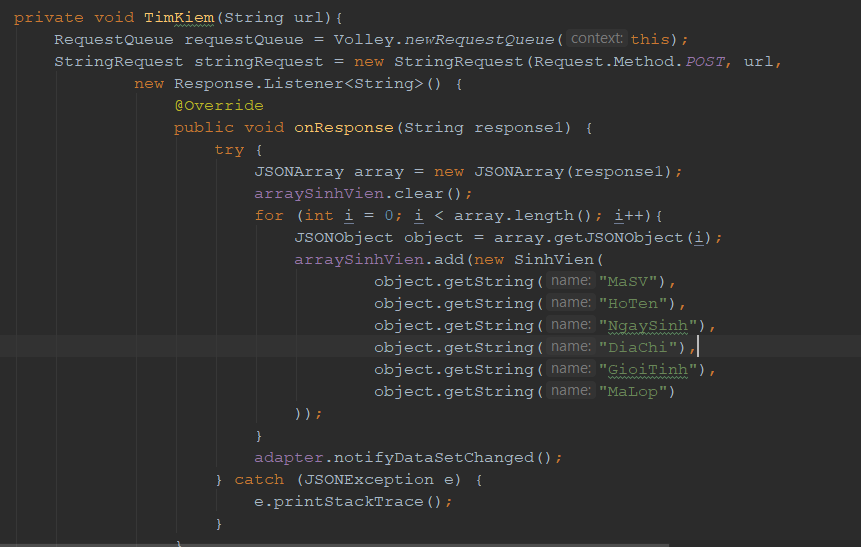 private void TimKiem(String url){
    RequestQueue requestQueue = Volley.newRequestQueue( context: this);
    StringRequest stringRequest = new StringRequest(Request.Method.POST, url,
            new Response.Listener<String>() {
                @Override
                public void onResponse(String response1) {
                    try {
                        JSONArray array = new JSONArray(response1);
                        arraySinhVien.clear();
                        for (int i = 0; i < array.length(); i++){
                            JSONObject object = array.getJSONObject(i);
                            arraySinhVien.add(new SinhVien(
                                    object.getString( name: "MaSV"),
                                    object.getString( name: "HoTen"),
                                    object.getString( name: "NgaySinh"),
                                    object.getString( name: "DiaChi"),
                                    object.getString( name: "GioiTinh"),
                                    object.getString( name: "MaLop")
                            ));
                        }
                        adapter.notifyDataSetChanged();
                    } catch (JSONException e) {
                        e.printStackTrace();
                    }
                }